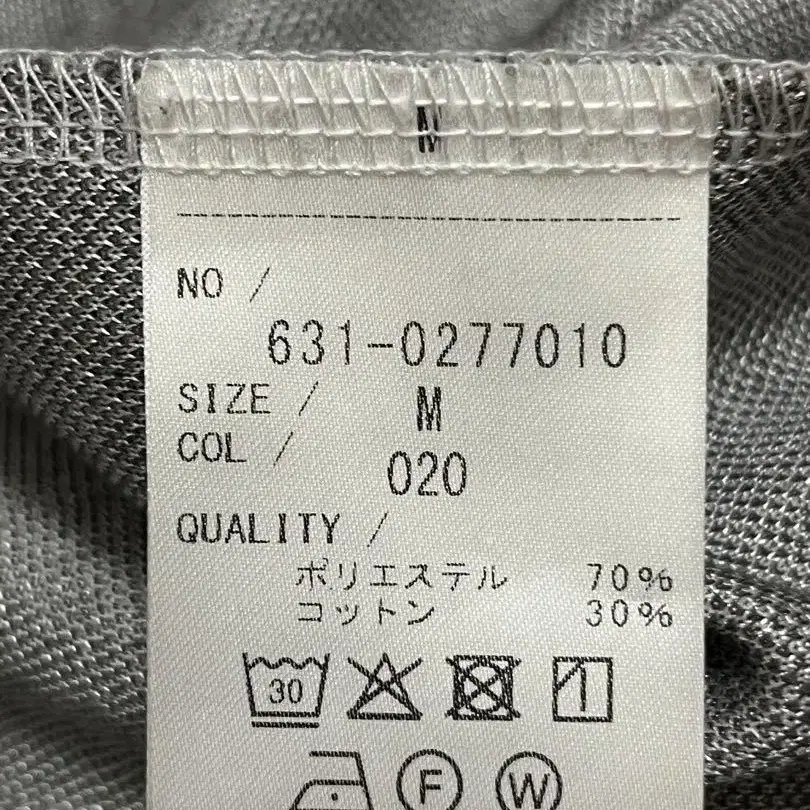 M
NO /
631-0277010
SIZE / M
COL / 020
QUALITY /
ポリエステル 70%
コットン 30%
30
F W